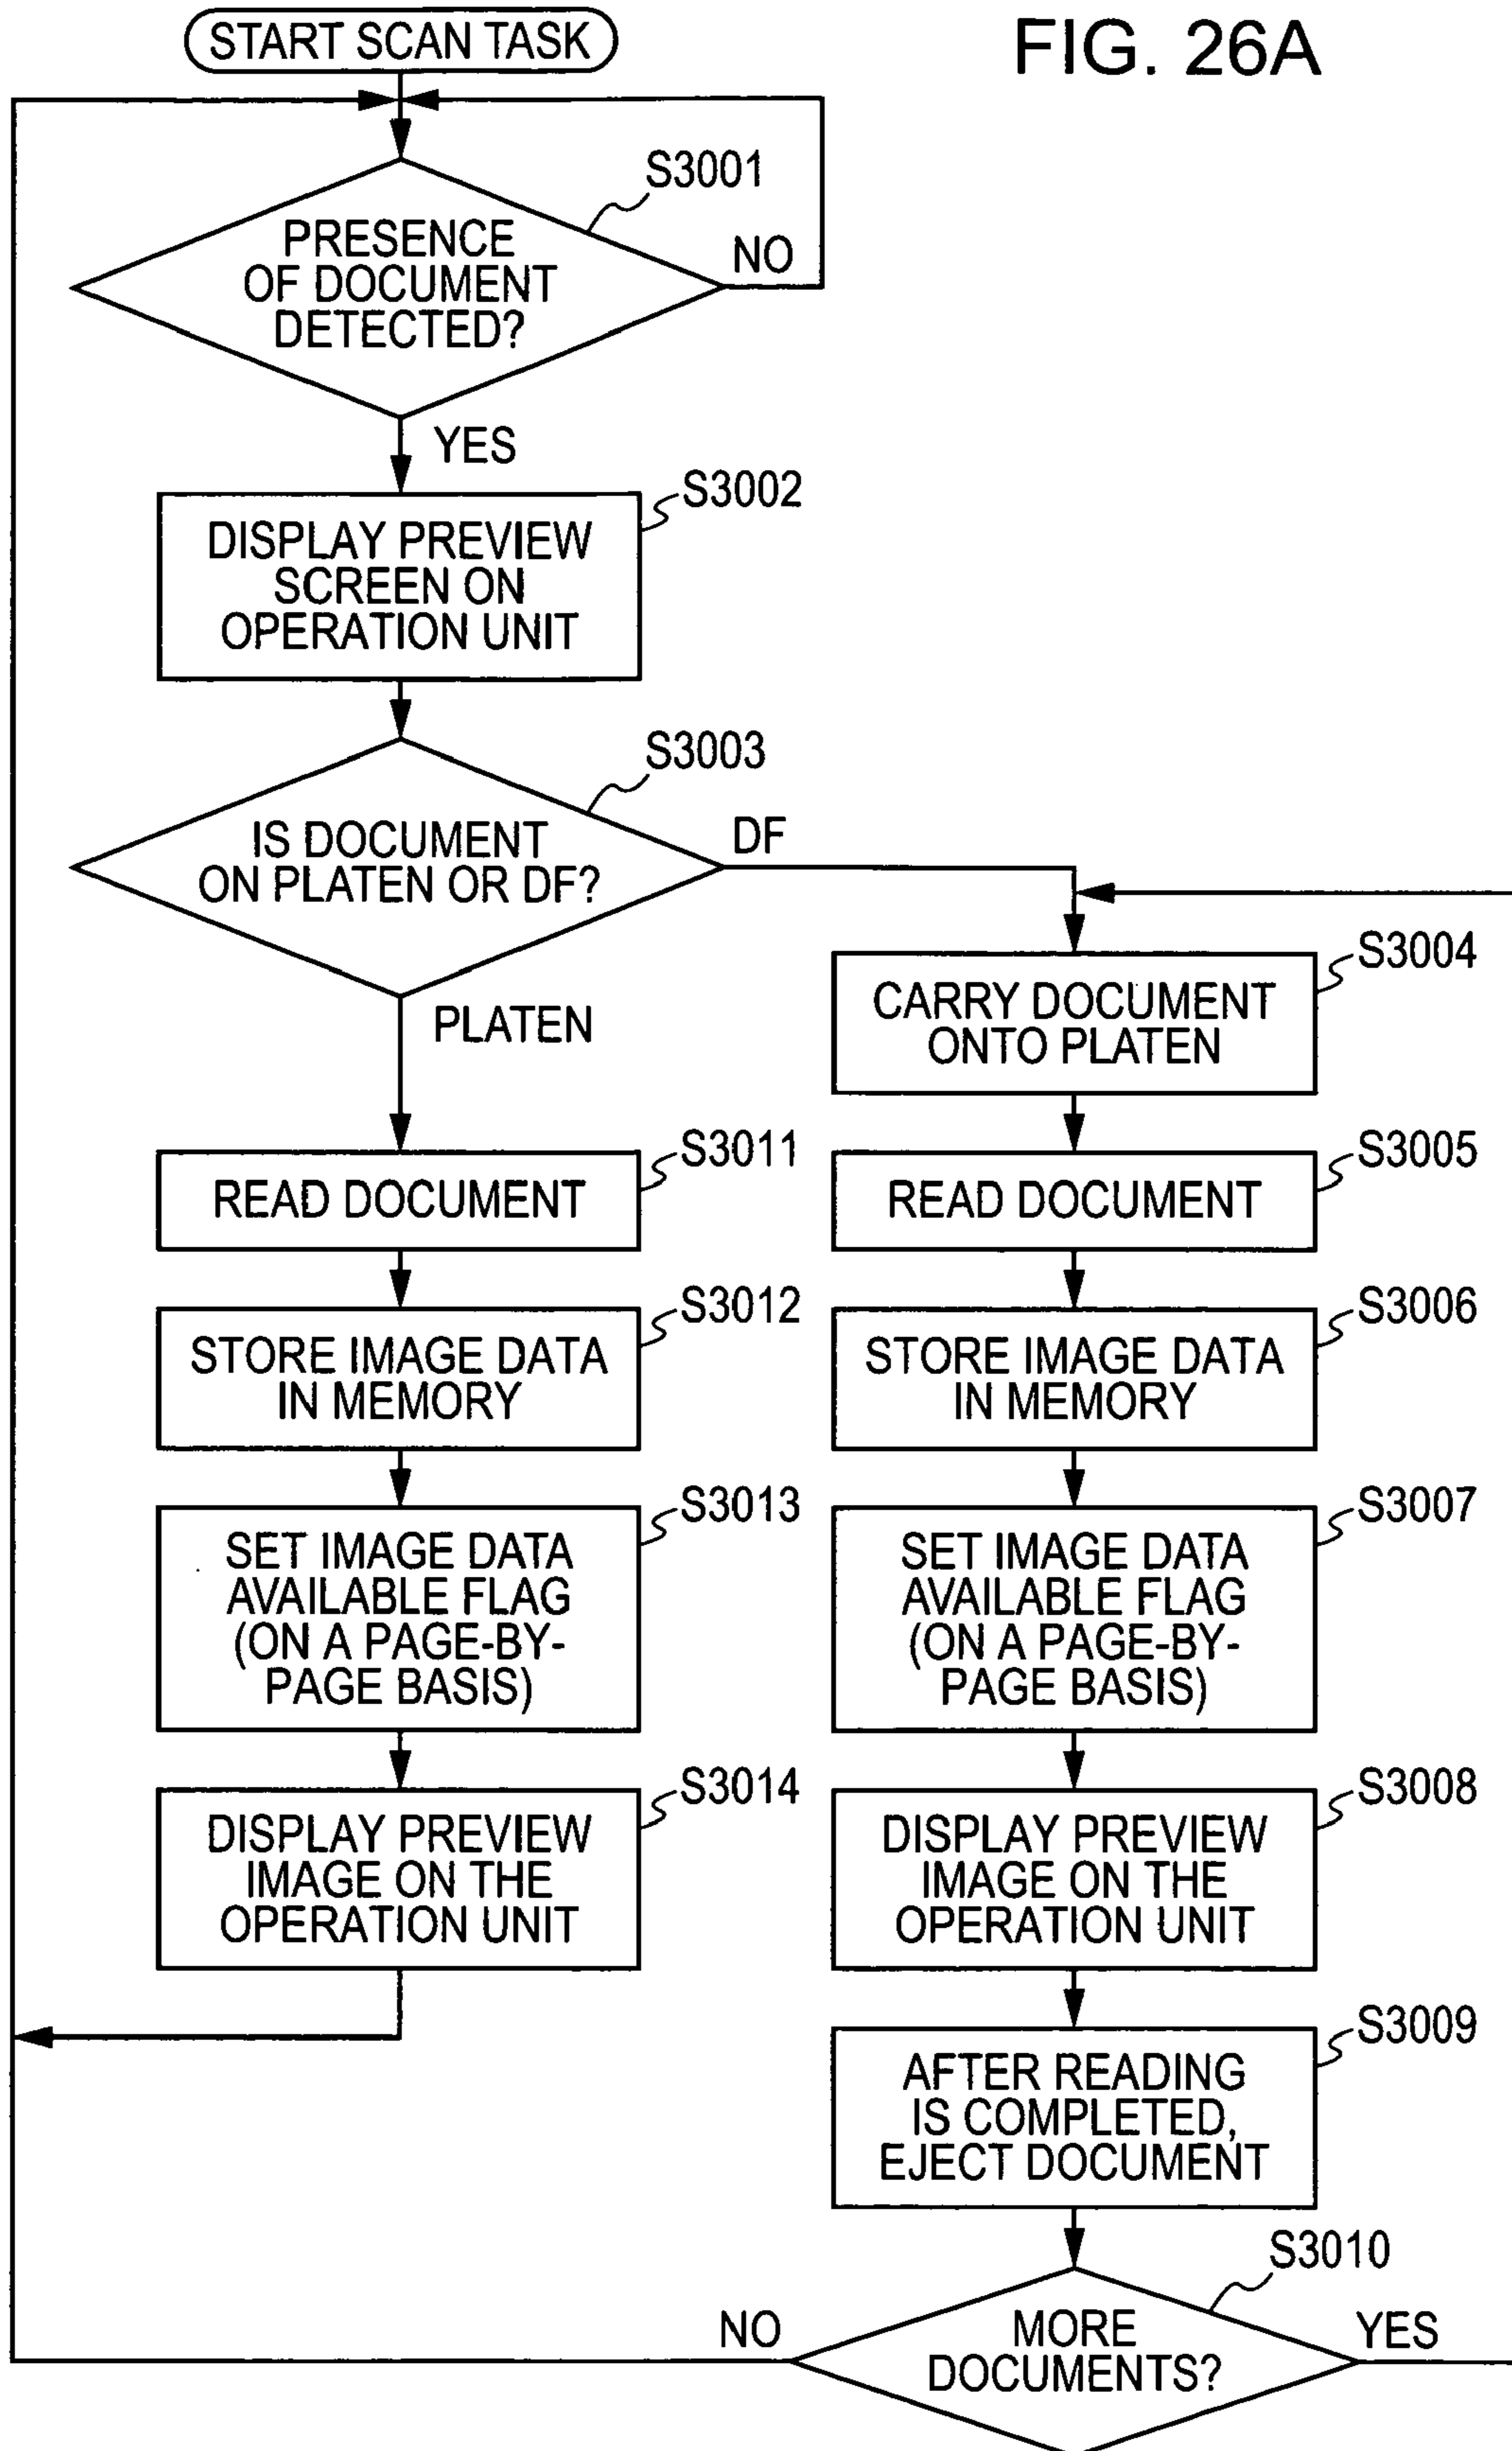 START SCAN TASK
FIG. 26A
S3001
PRESENCE
OF DOCUMENT
DETECTED?
NO
YES
S3002
DISPLAY PREVIEW
SCREEN ON
OPERATION UNIT
S3003
IS DOCUMENT
ON PLATEN OR DF?
DF
PLATEN
S3004
CARRY DOCUMENT
ONTO PLATEN
S3011
READ DOCUMENT
S3005
READ DOCUMENT
S3012
STORE IMAGE DATA
IN MEMORY
S3006
STORE IMAGE DATA
IN MEMORY
S3013
SET IMAGE DATA
AVAILABLE FLAG
(ON A PAGE-BY-
PAGE BASIS)
S3007
SET IMAGE DATA
AVAILABLE FLAG
(ON A PAGE-BY-
PAGE BASIS)
S3014
DISPLAY PREVIEW
IMAGE ON THE
OPERATION UNIT
S3008
DISPLAY PREVIEW
IMAGE ON THE
OPERATION UNIT
S3009
AFTER READING
IS COMPLETED,
EJECT DOCUMENT
S3010
MORE
DOCUMENTS?
NO
YES